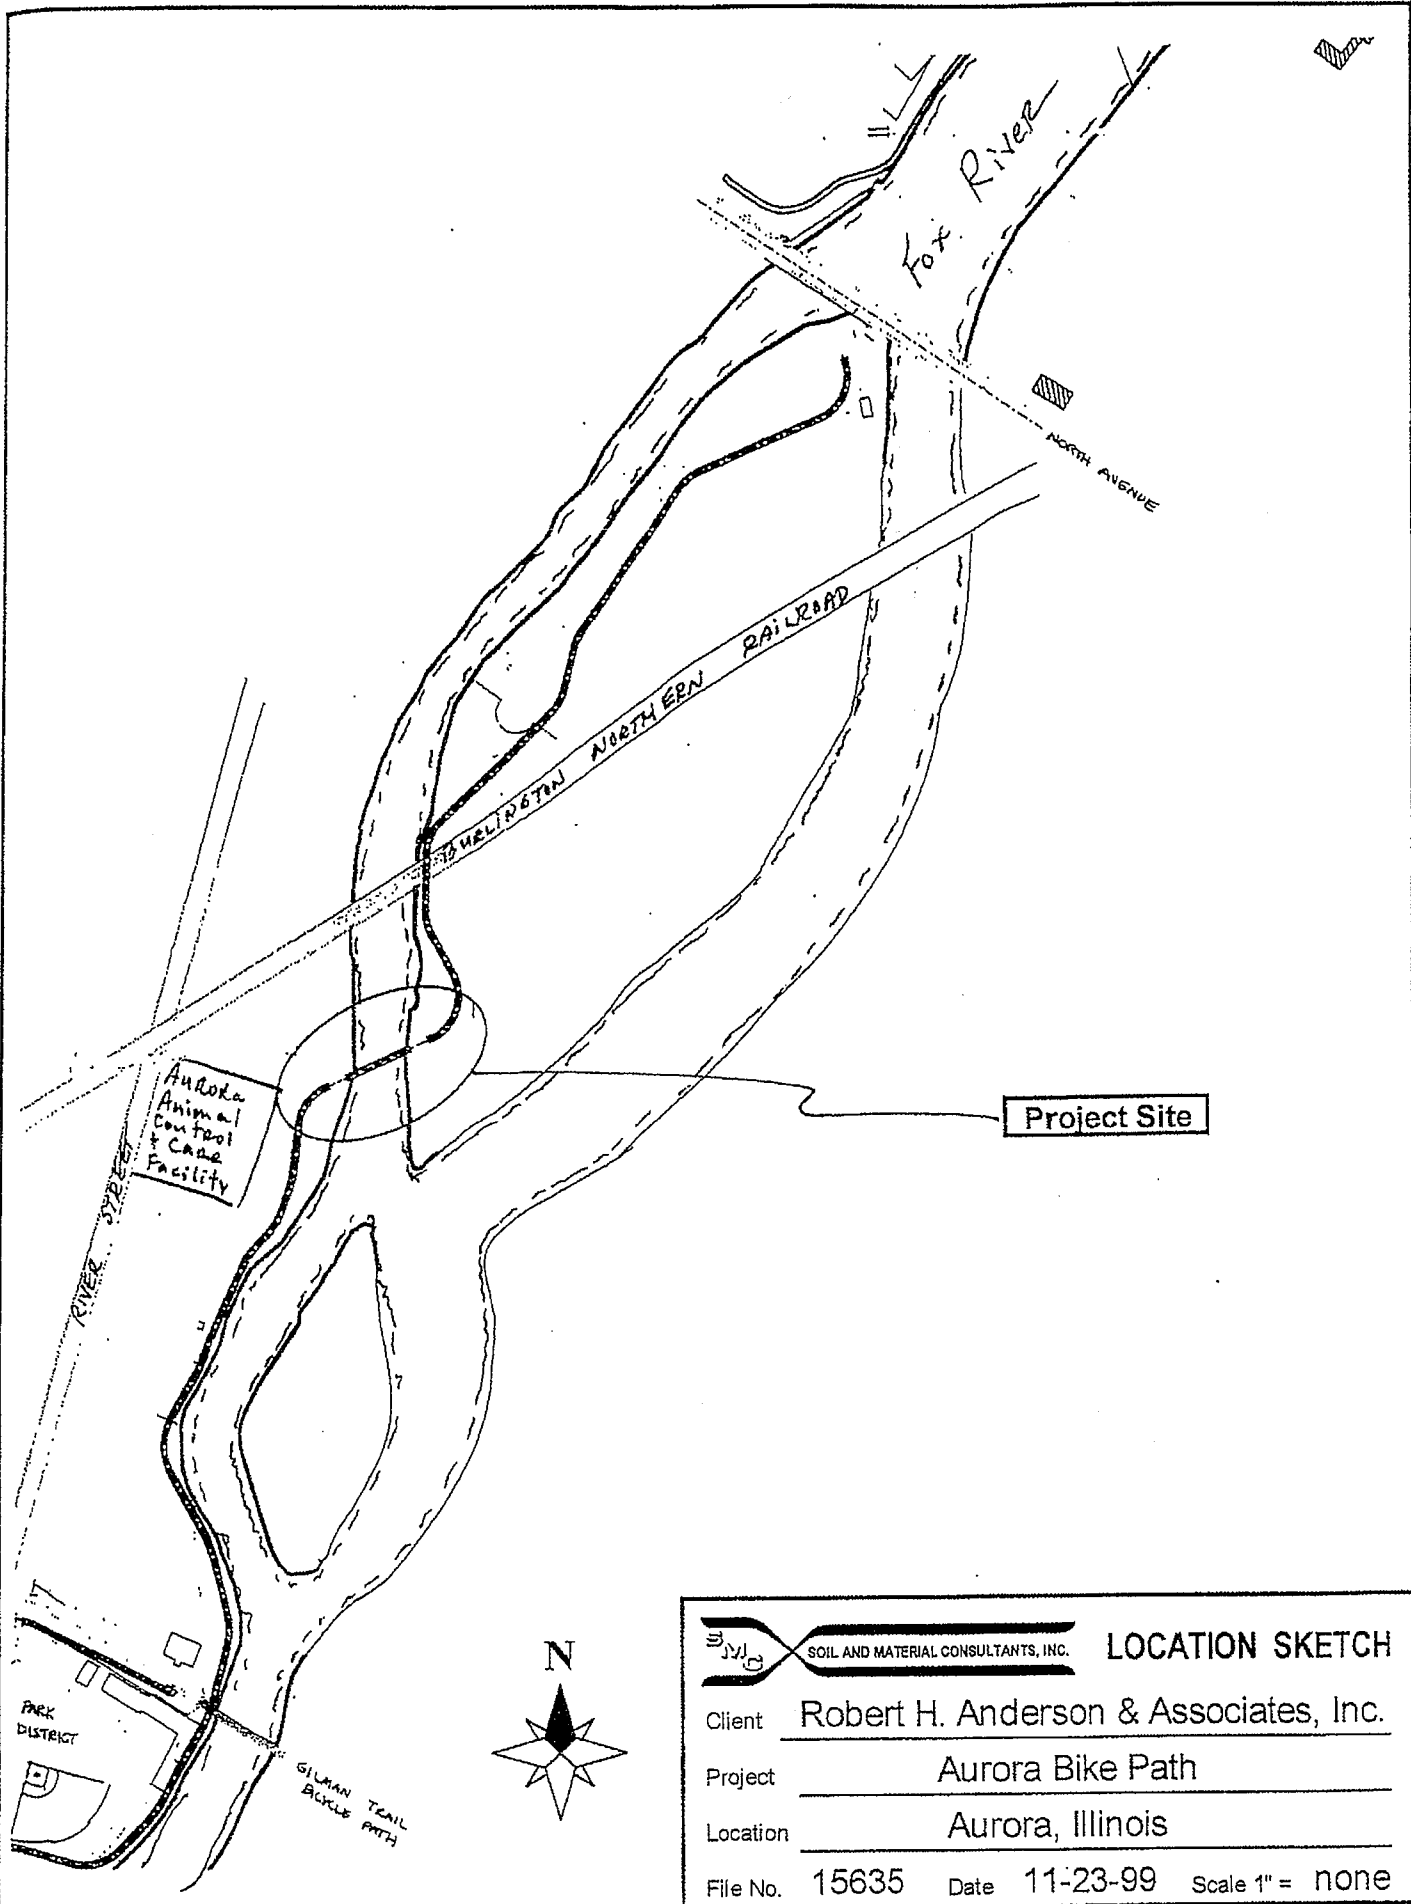 Fox River
NORTH AVENUE
BURLINGTON NORTHERN RAILROAD
AURORA
Animal
Control
& Care
Facility
Project Site
RIVER STREET
PARK
DISTRICT
GILMAN TRAIL
BICYCLE PATH
N
SMC
SOIL AND MATERIAL CONSULTANTS, INC.
LOCATION SKETCH
Client Robert H. Anderson & Associates, Inc.
Project Aurora Bike Path
Location Aurora, Illinois
File No. 15635 Date 11-23-99 Scale 1" = none